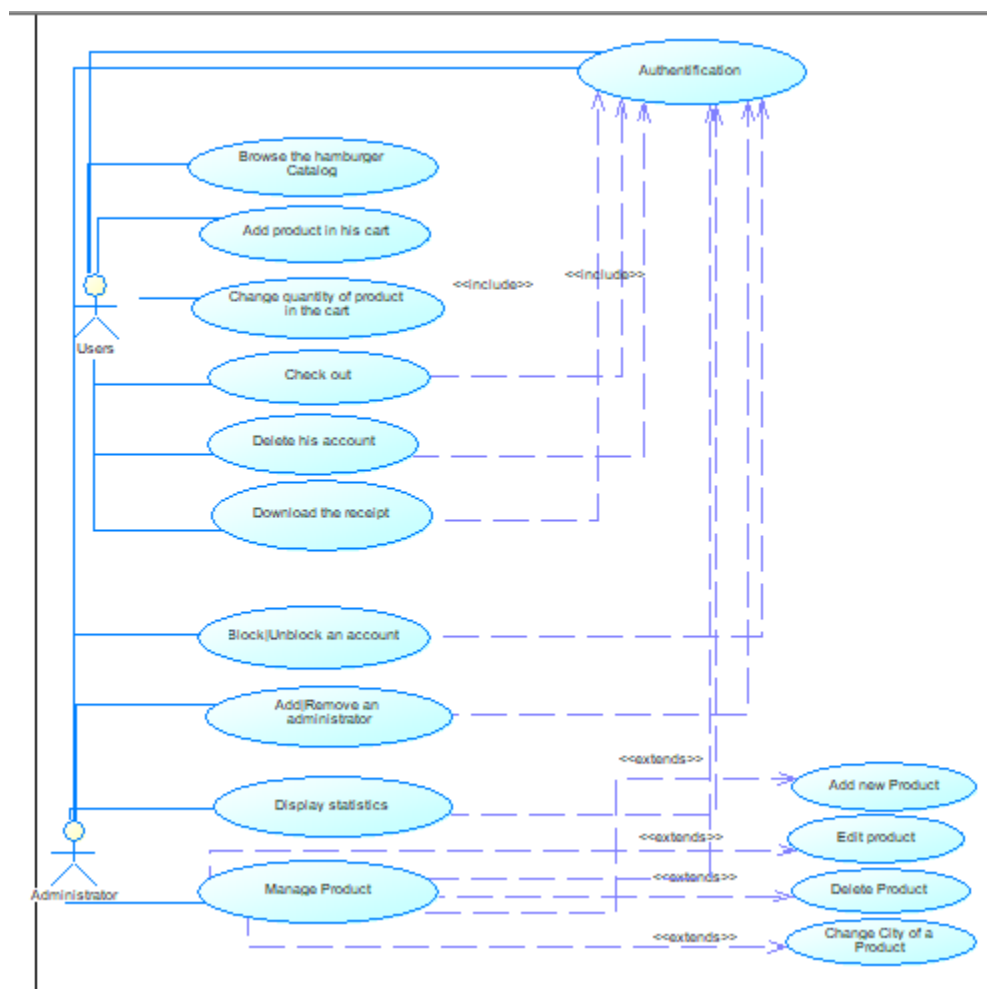 Authentification
Browse the hamburger
Catalog
Add product in his cart
<<include>>
<<include>>
Change quantity of product
in the cart
Users
Check out
Delete his account
Download the receipt
Block|Unblock an account
Add|Remove an
administrator
<<extends>>
Add new Product
Display statistics
<<extends>>
Edit product
Administrator
Manage Product
<<extends>>
Delete Product
<<extends>>
Change City of a
Product